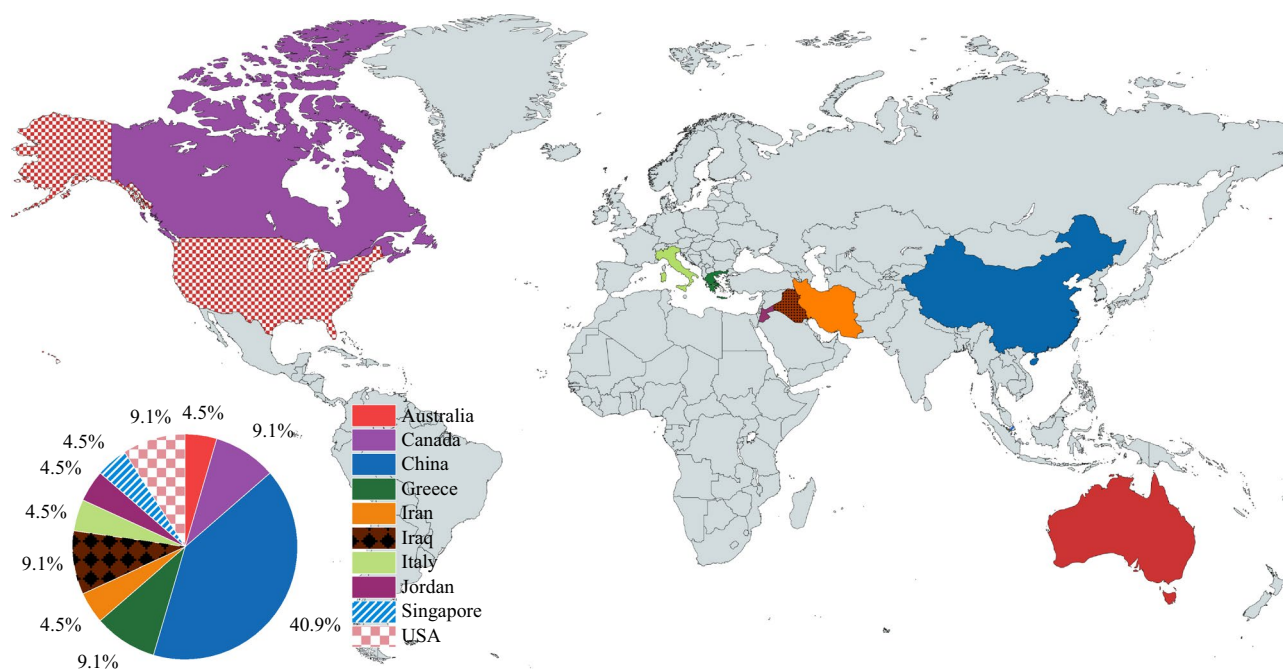 9.1%
4.5%
9.1%
4.5%
4.5%
4.5%
9.1%
4.5%
9.1%
40.9%
Australia
Canada
China
Greece
Iran
Iraq
Italy
Jordan
Singapore
USA